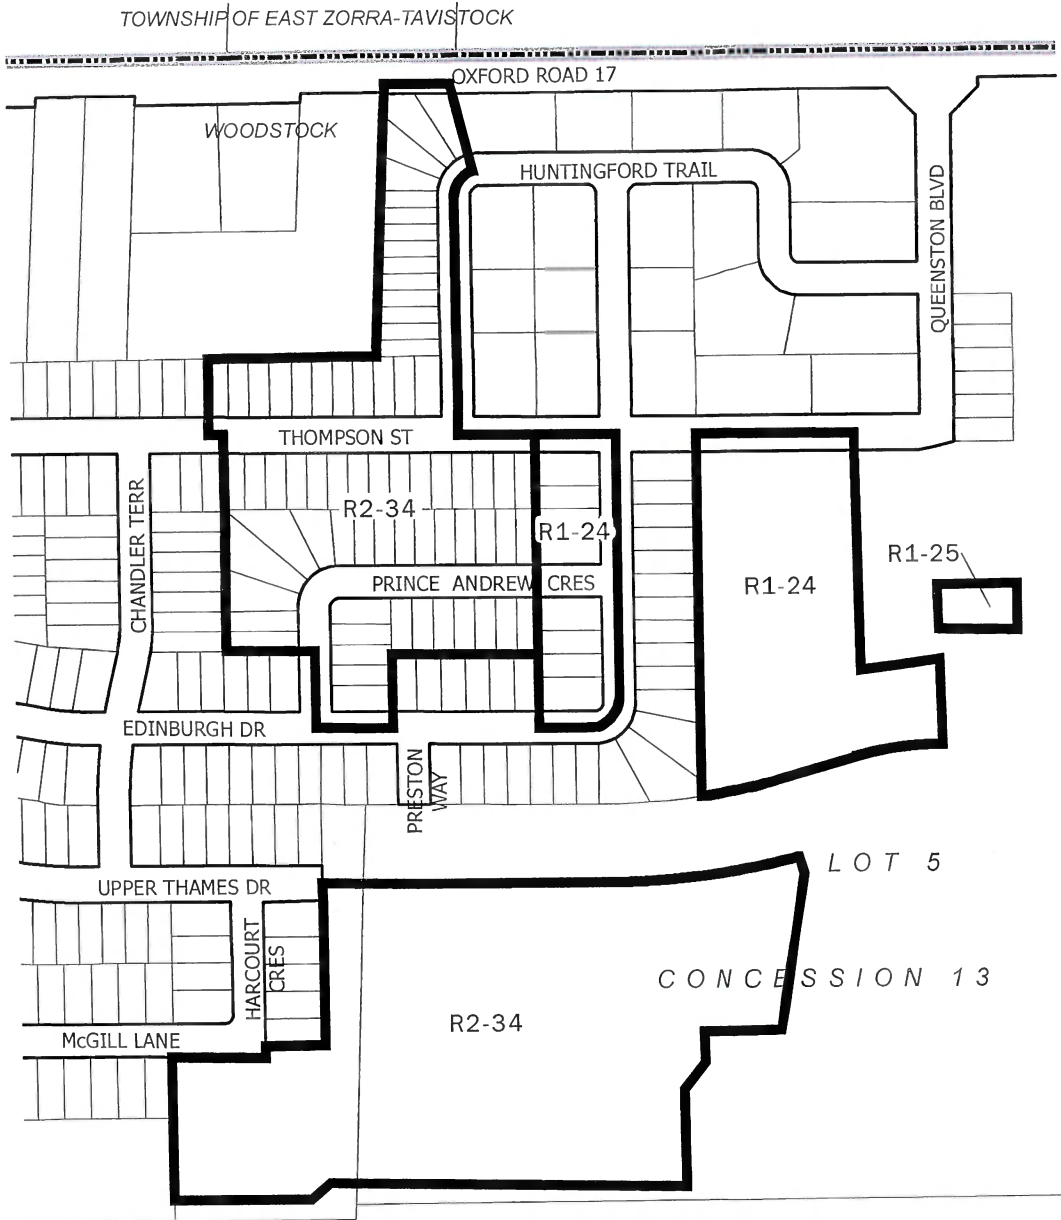 TOWNSHIP OF EAST ZORRA-TAVISTOCK
OXFORD ROAD 17
WOODSTOCK
HUNTINGFORD TRAIL
QUEENSTON BLVD
THOMPSON ST
CHANDLER TERR
R2-34
R1-24
R1-25
PRINCE ANDREW CRES
R1-24
EDINBURGH DR
PRESTON
WAY
LOT 5
UPPER THAMES DR
HARCOURT
CRES
CONCESSION 13
R2-34
McGILL LANE